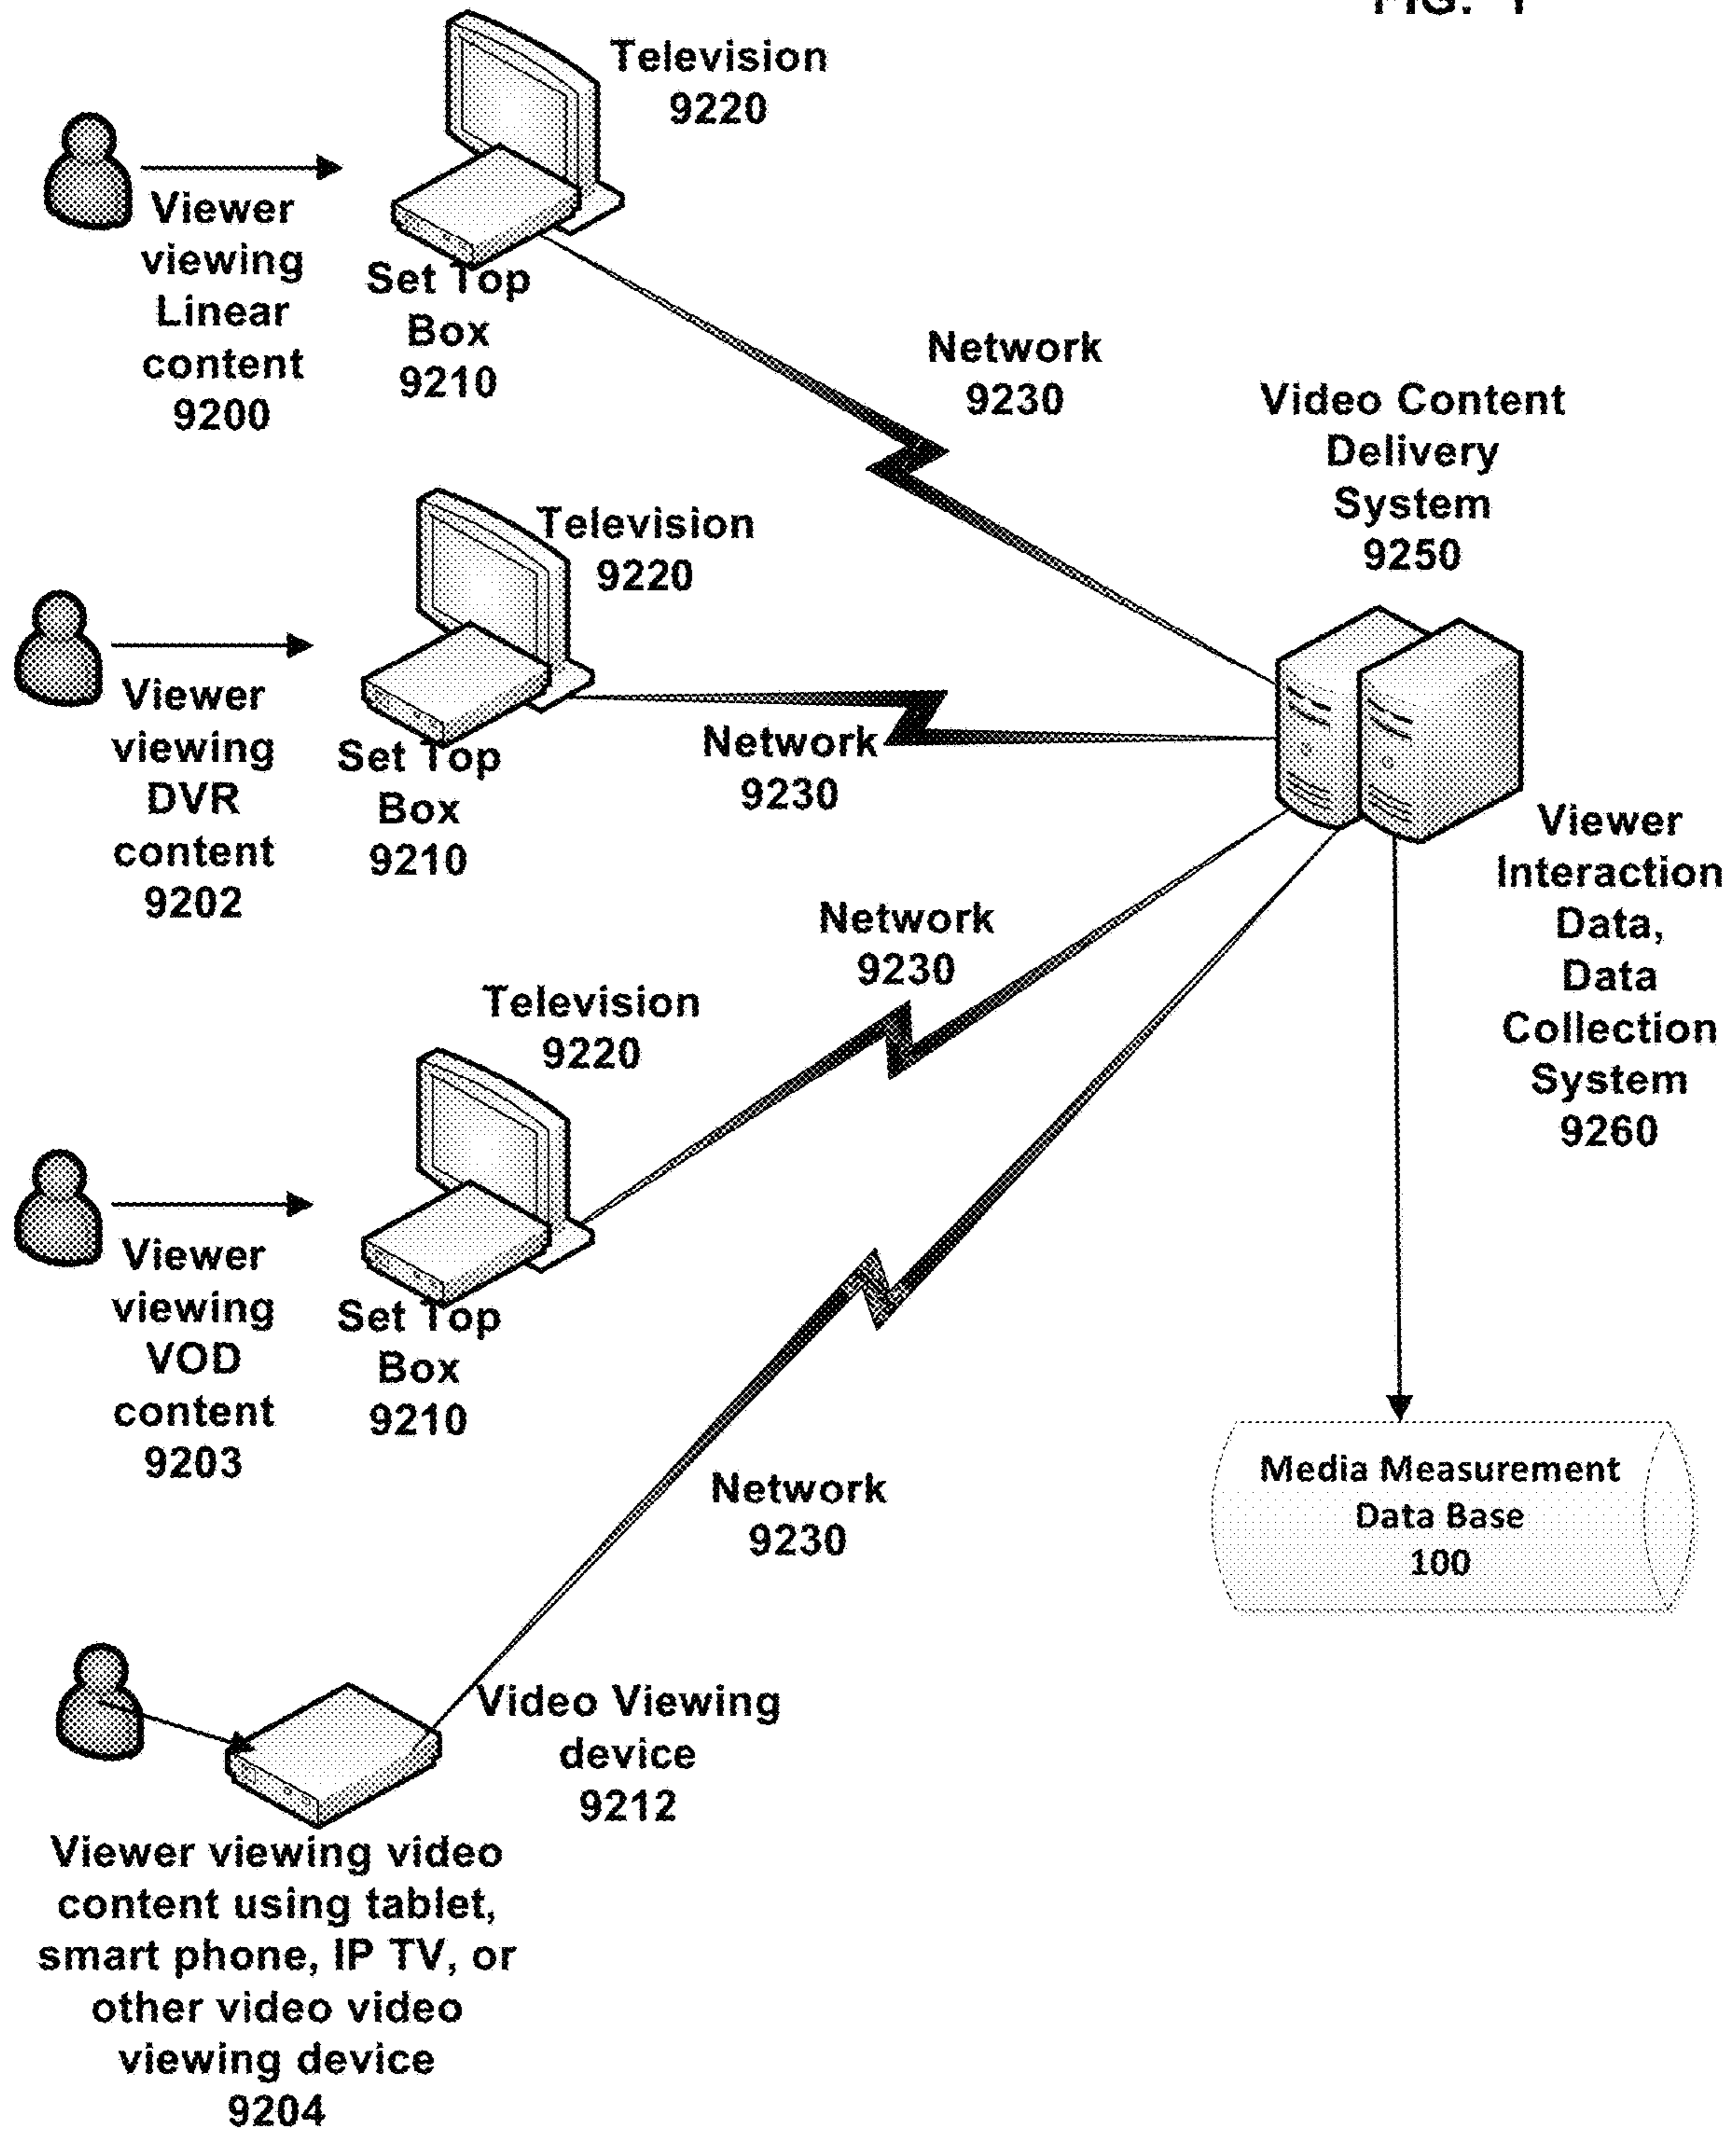 FIG. 1
Television
9220
Viewer
viewing
Linear
content
9200
Set Top
Box
9210
Network
9230
Video Content
Delivery
System
9250
Television
9220
Viewer
viewing
DVR
content
9202
Set Top
Box
9210
Network
9230
Viewer
Interaction
Data,
Data
Collection
System
9260
Network
9230
Television
9220
Viewer
viewing
VOD
content
9203
Set Top
Box
9210
Network
9230
Media Measurement
Data Base
100
Video Viewing
device
9212
Viewer viewing video
content using tablet,
smart phone, IP TV, or
other video video
viewing device
9204